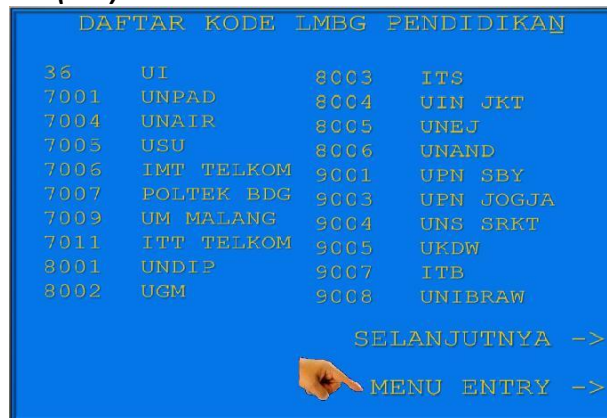 DAFTAR KODE LMBG PENDIDIKAN
36 UI
7001 UNPAD
7004 UNAIR
7005 USU
7006 IMT TELKOM
7007 POLTEK BDG
7009 UM MALANG
7011 ITT TELKOM
8001 UNDIP
8002 UGM
8003 ITS
8004 UIN JKT
8005 UNEJ
8006 UNAND
9001 UPN SBY
9003 UPN JOGJA
9004 UNS SRKT
9005 UKDW
9007 ITB
9008 UNIBRAW
SELANJUTNYA ->
MENU ENTRY ->